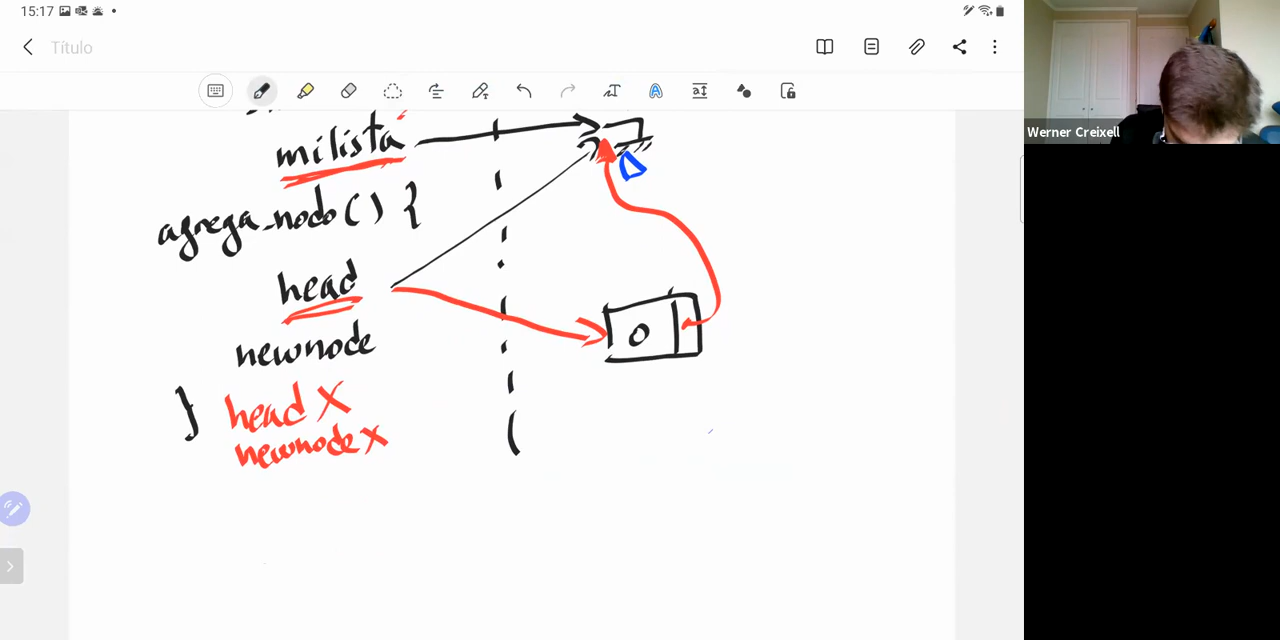 15:17
Título
milista
agrega_nodo() {
head
0
newnode
} head X
newnode X
Werner Creixell